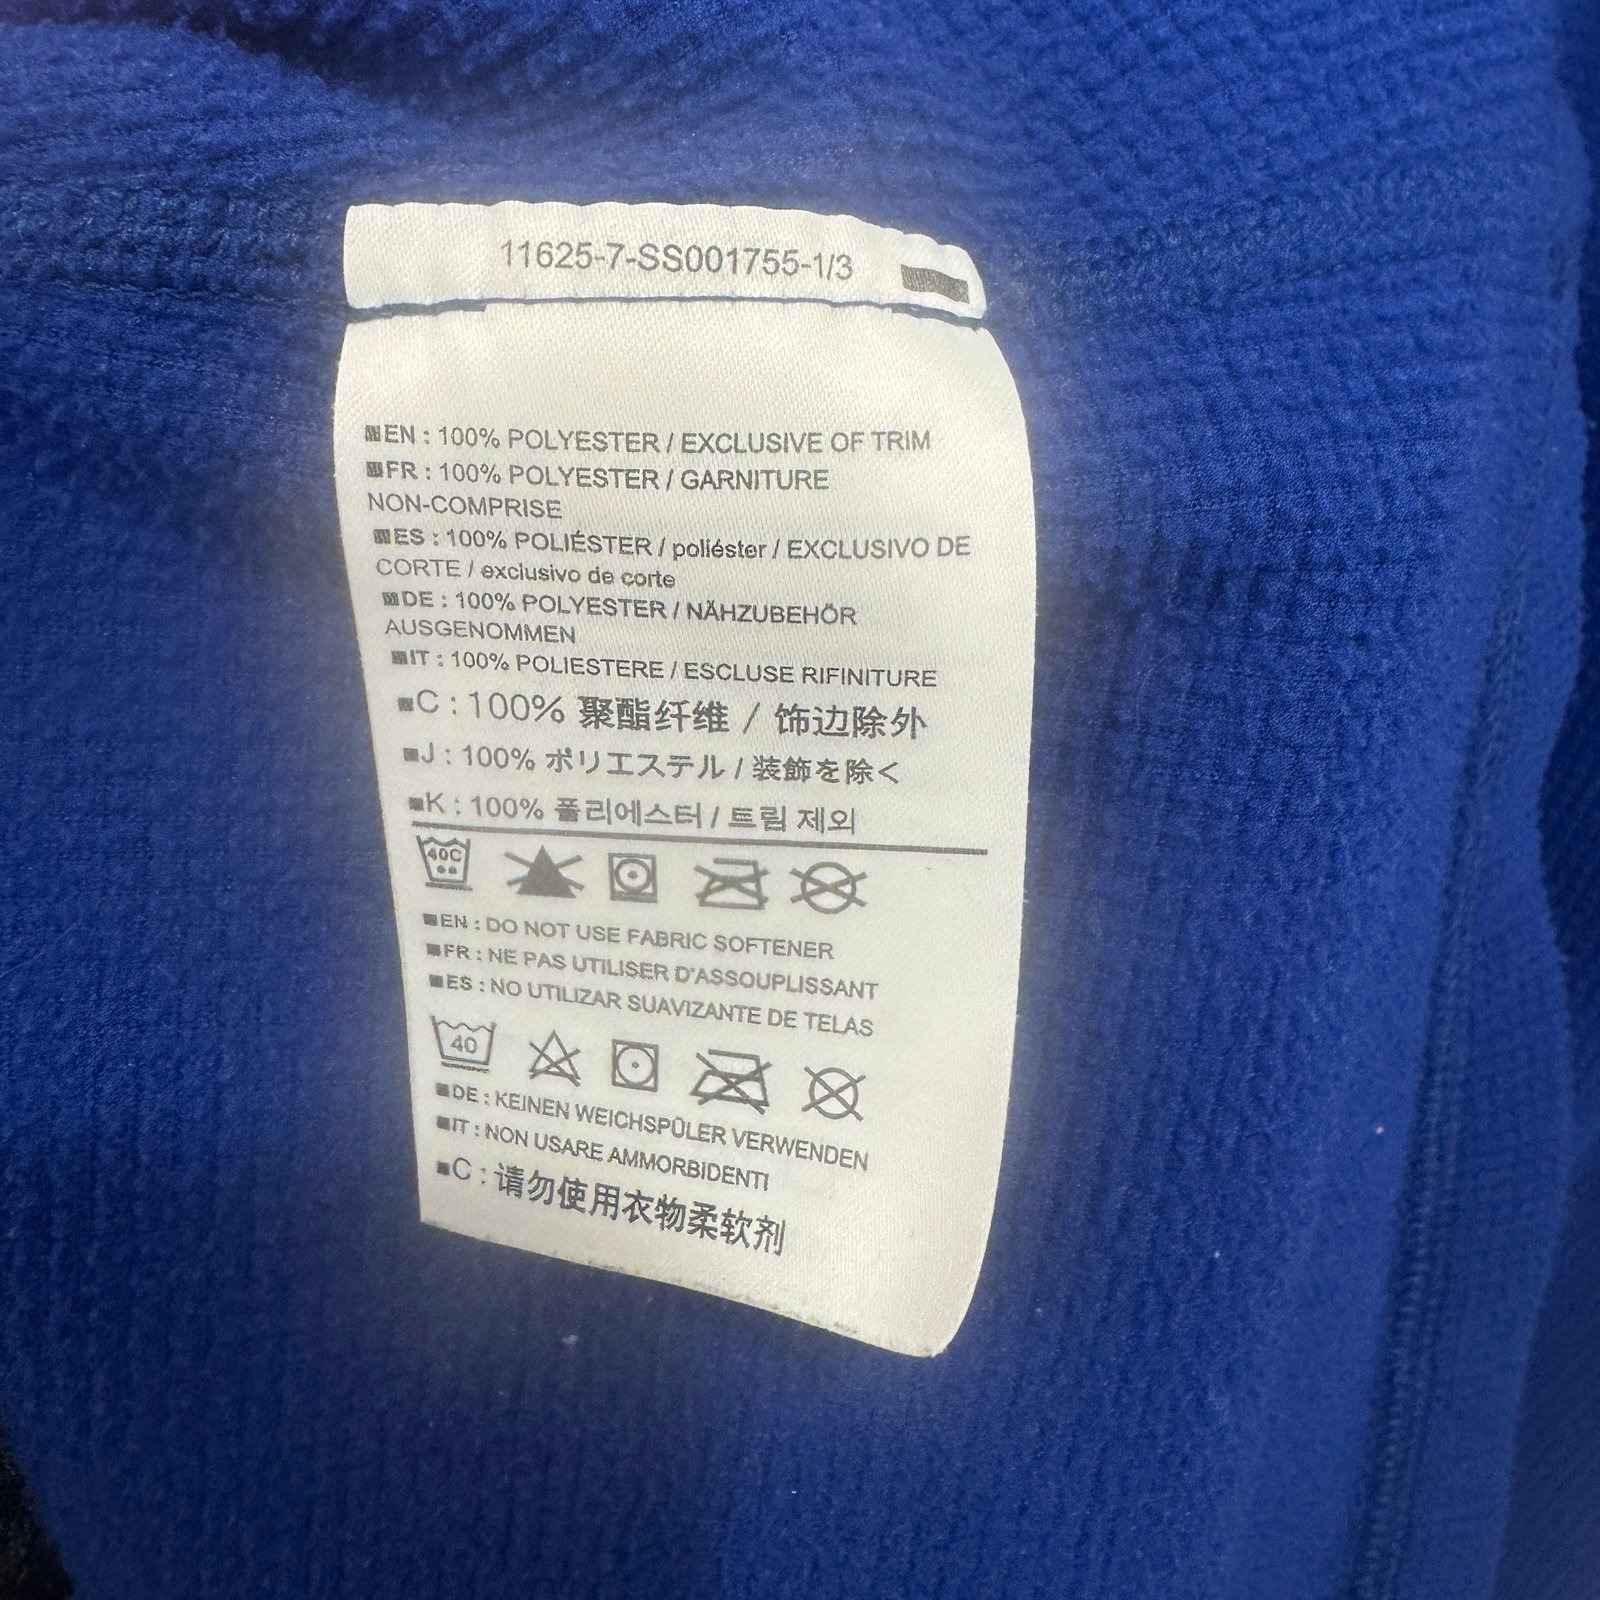 11625-7-SS001755-1/3
EN : 100% POLYESTER / EXCLUSIVE OF TRIM
FR : 100% POLYESTER / GARNITURE
NON-COMPRISE
ES : 100% POLIÉSTER / poliéster / EXCLUSIVO DE
CORTE / exclusivo de corte
DE : 100% POLYESTER / NÄHZUBEHÖR
AUSGENOMMEN
IT : 100% POLIESTERE / ESCLUSE RIFINITURE
C : 100% 聚酯纤维 / 饰边除外
J : 100% ポリエステル / 装飾を除く
K : 100% 폴리에스터 / 트림 제외
40C
EN : DO NOT USE FABRIC SOFTENER
FR : NE PAS UTILISER D'ASSOUPLISSANT
ES : NO UTILIZAR SUAVIZANTE DE TELAS
40
DE : KEINEN WEICHSPÜLER VERWENDEN
IT : NON USARE AMMORBIDENTI
C : 请勿使用衣物柔软剂